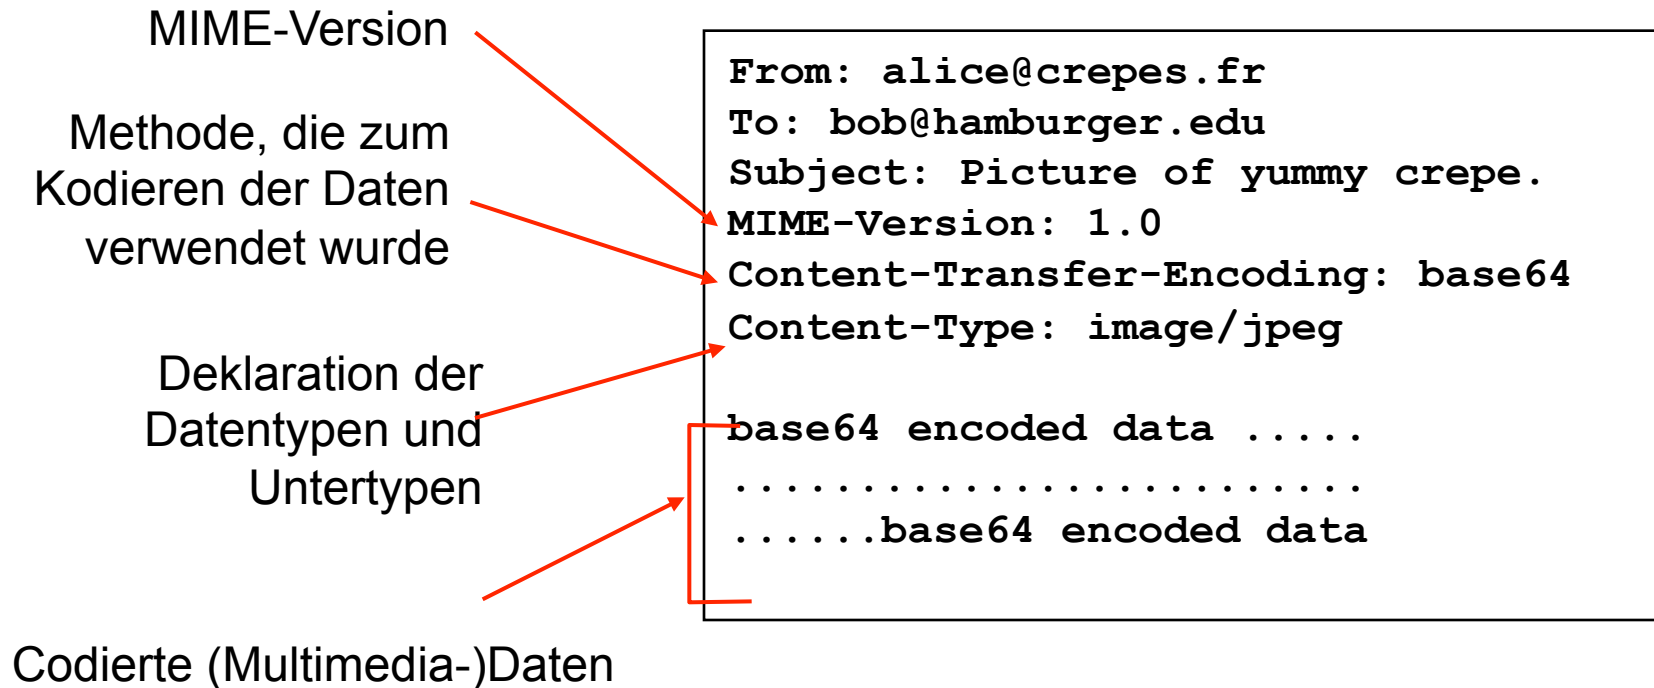 MIME-Version
Methode, die zum
Kodieren der Daten
verwendet wurde
Deklaration der
Datentypen und
Untertypen
Codierte (Multimedia-)Daten
From: alice@crepes.fr
To: bob@hamburger.edu
Subject: Picture of yummy crepe.
MIME-Version: 1.0
Content-Transfer-Encoding: base64
Content-Type: image/jpeg
base64 encoded data .....
.........................
......base64 encoded data